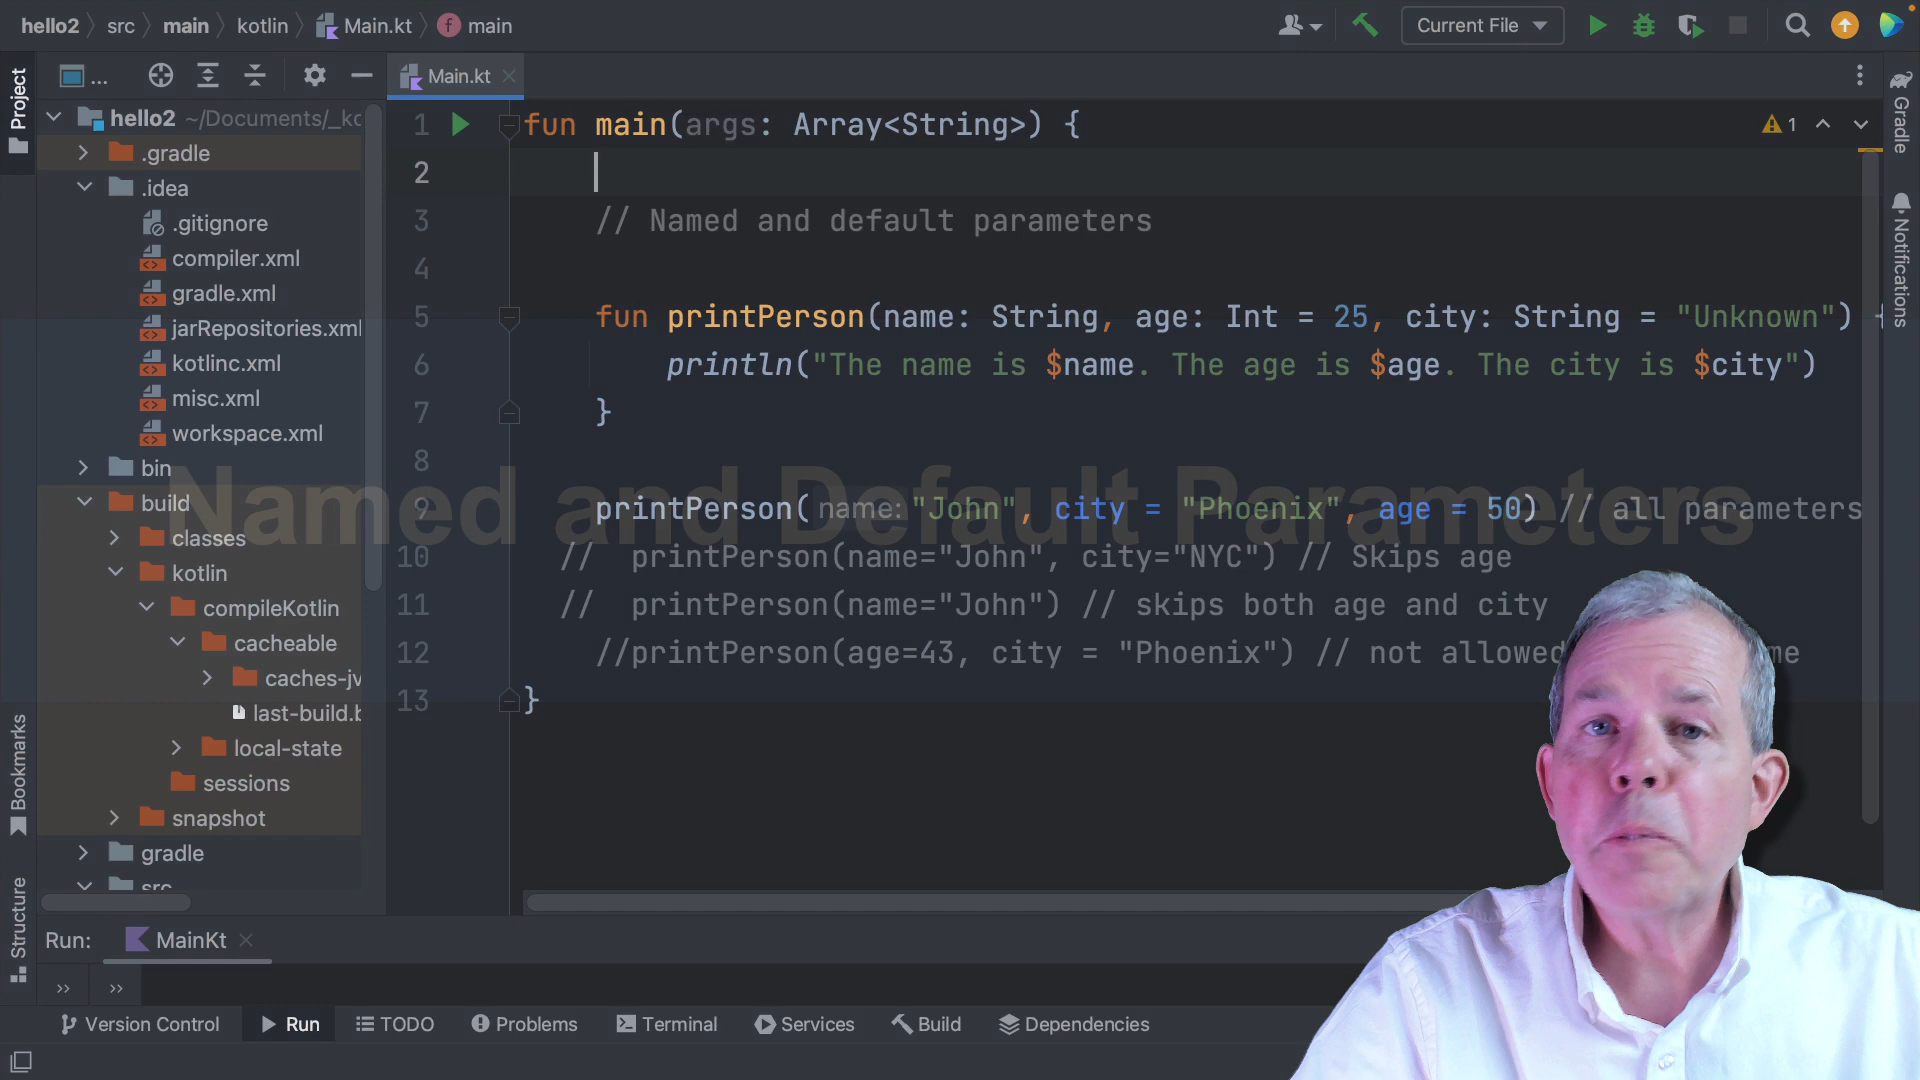 hello2 src main kotlin Main.kt main
Current File
Project
...
Main.kt
hello2 ~/Documents/_ko
.gradle
.idea
.gitignore
compiler.xml
gradle.xml
jarRepositories.xml
kotlinc.xml
misc.xml
workspace.xml
bin
build
classes
kotlin
compileKotlin
cacheable
caches-jv
last-build.b
local-state
sessions
snapshot
gradle
src
1 fun main(args: Array<String>) {
1
2
3 // Named and default parameters
4
5 fun printPerson(name: String, age: Int = 25, city: String = "Unknown") {
6 println("The name is $name. The age is $age. The city is $city")
7 }
8
Named and Default Parameters
9 printPerson( name: "John", city = "Phoenix", age = 50) // all parameters
10 // printPerson(name="John", city="NYC") // Skips age
11 // printPerson(name="John") // skips both age and city
12 //printPerson(age=43, city = "Phoenix") // not allowed
13 }
Gradle
Notifications
Bookmarks
Structure
Run: MainKt
Version Control Run TODO Problems Terminal Services Build Dependencies